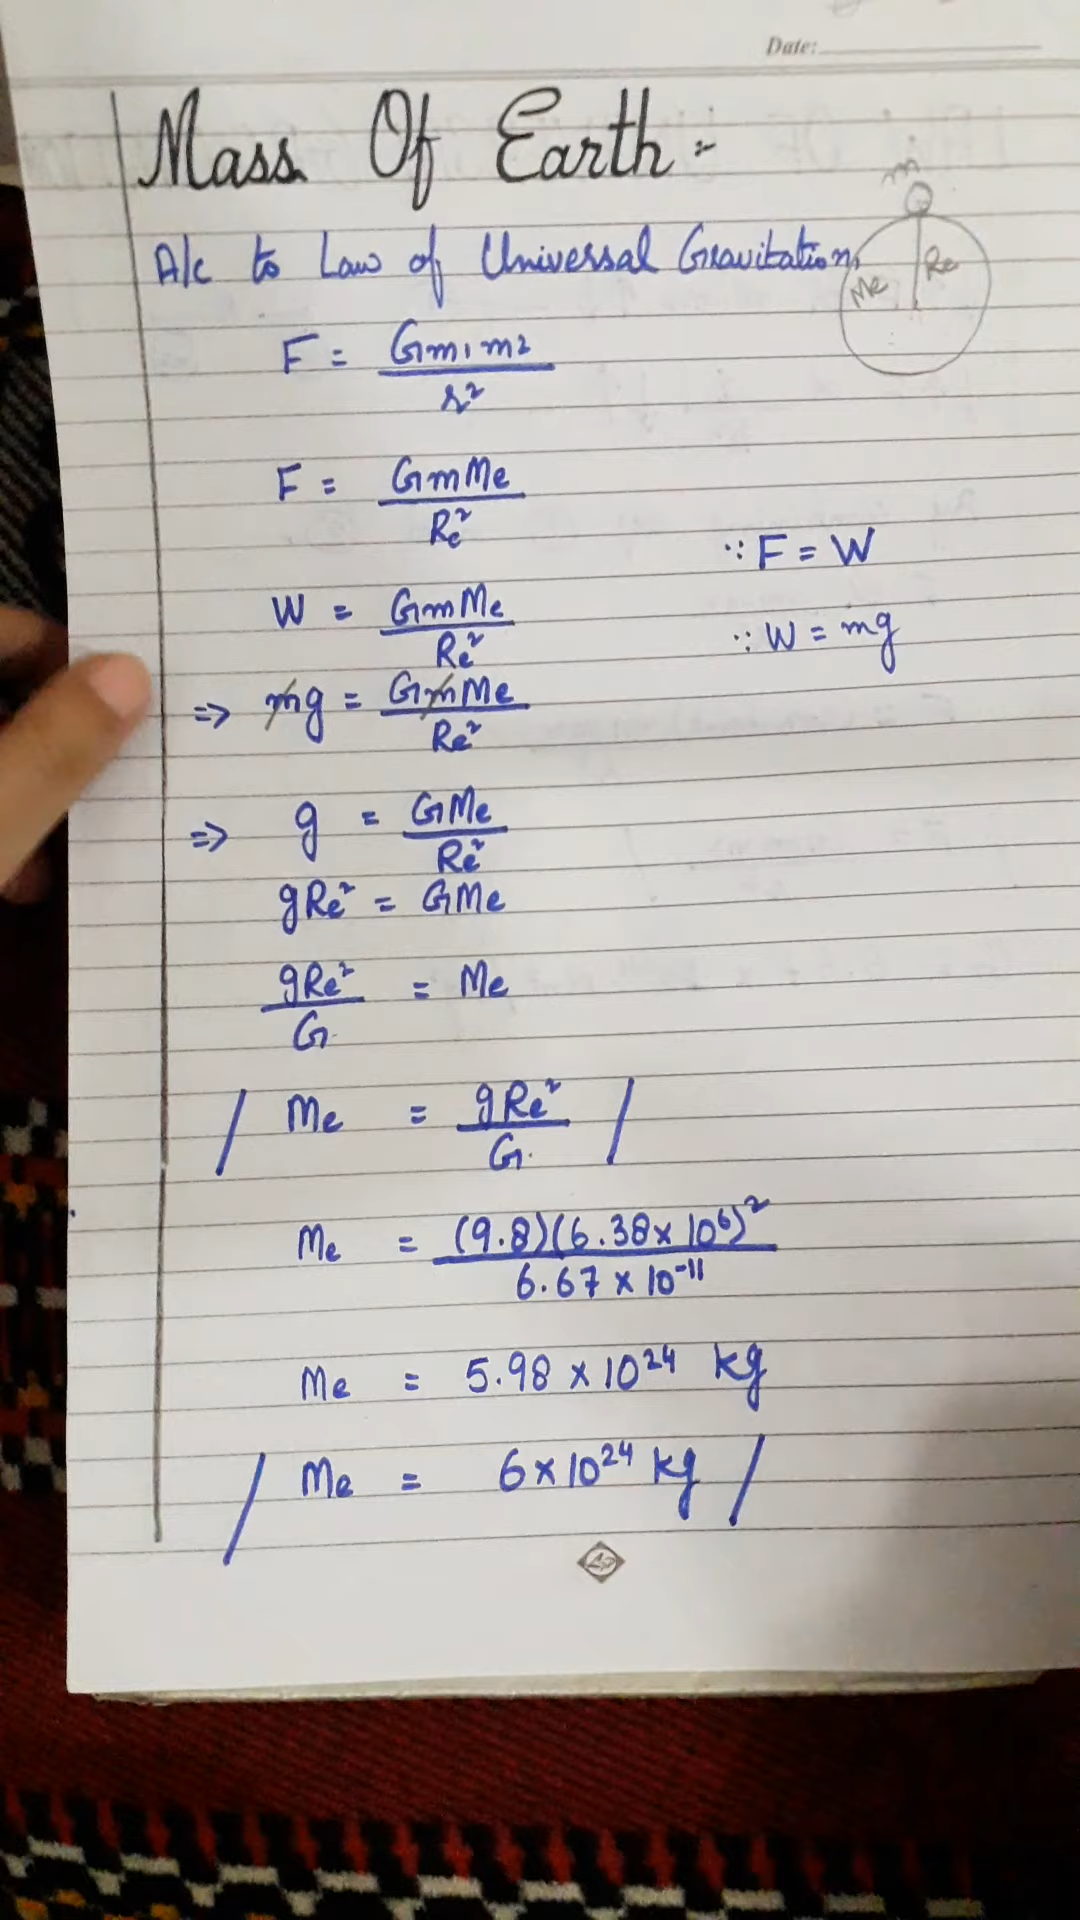 Date:
Mass Of Earth :-
A/c to Law of Universal Gravitation,
m
Me Re
F = Gm1m2 / r²
F = GmMe / Re²
∵ F = W
W = GmMe / Re²
∵ W = mg
=> mg = GmMe / Re²
=> g = GMe / Re²
gRe² = GMe
gRe² / G = Me
/ Me = gRe² / G /
Me = (9.8)(6.38 x 10⁶)² / 6.67 x 10⁻¹¹
Me = 5.98 x 10²⁴ kg
/ Me = 6 x 10²⁴ kg /